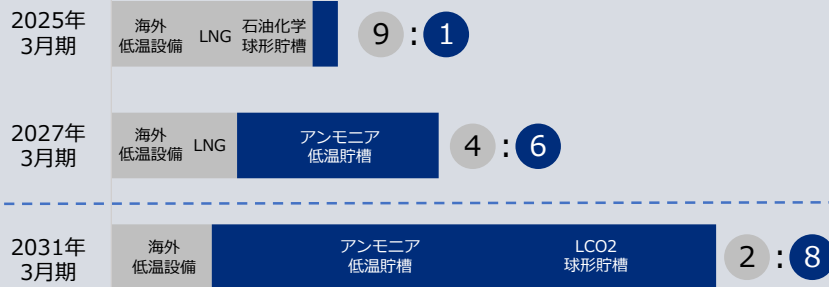 2025年
3月期
海外
低温設備
LNG
石油化学
球形貯槽
9 : 1
2027年
3月期
海外
低温設備
LNG
アンモニア
低温貯槽
4 : 6
2031年
3月期
海外
低温設備
アンモニア
低温貯槽
LCO2
球形貯槽
2 : 8